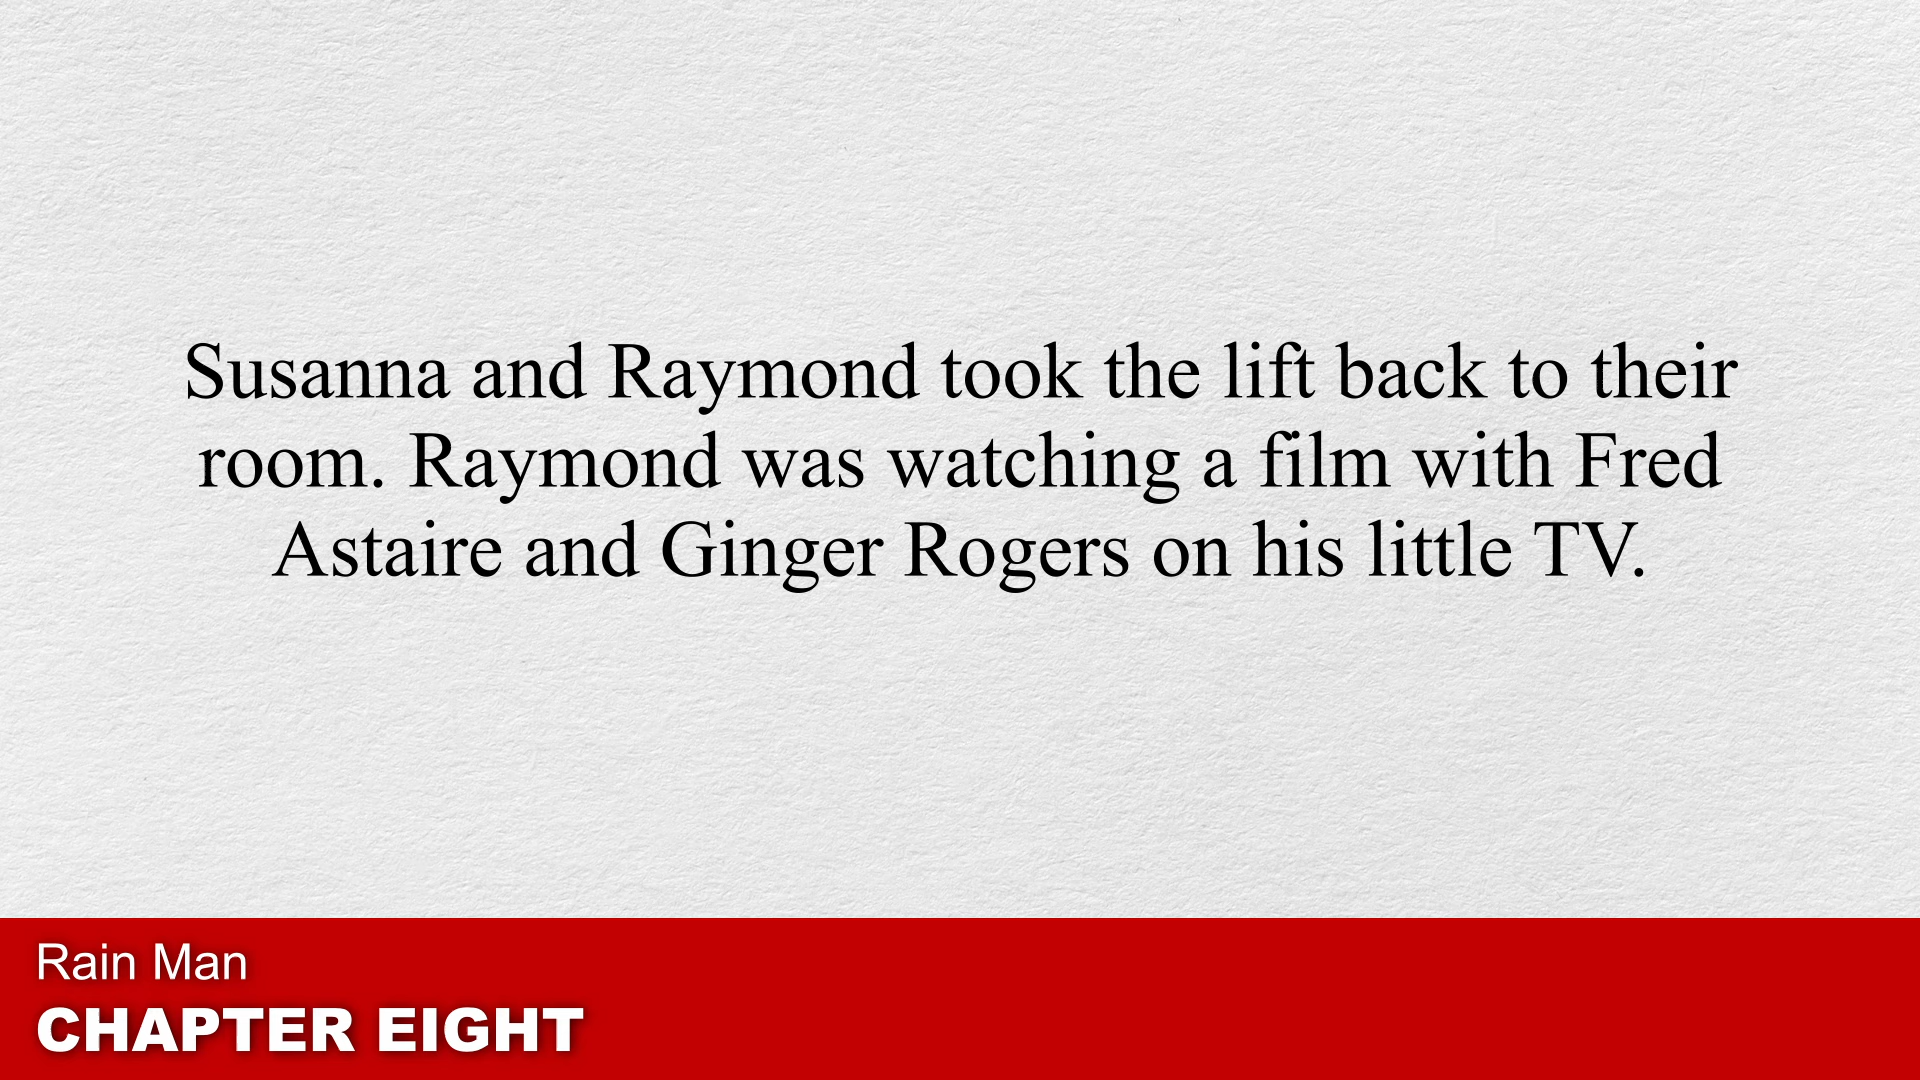 Susanna and Raymond took the lift back to their
room. Raymond was watching a film with Fred
Astaire and Ginger Rogers on his little TV.
Rain Man
CHAPTER EIGHT